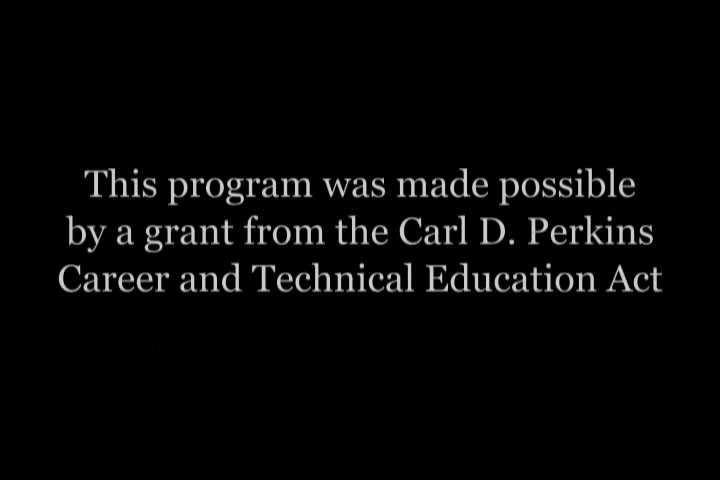 This program was made possible
by a grant from the Carl D. Perkins
Career and Technical Education Act